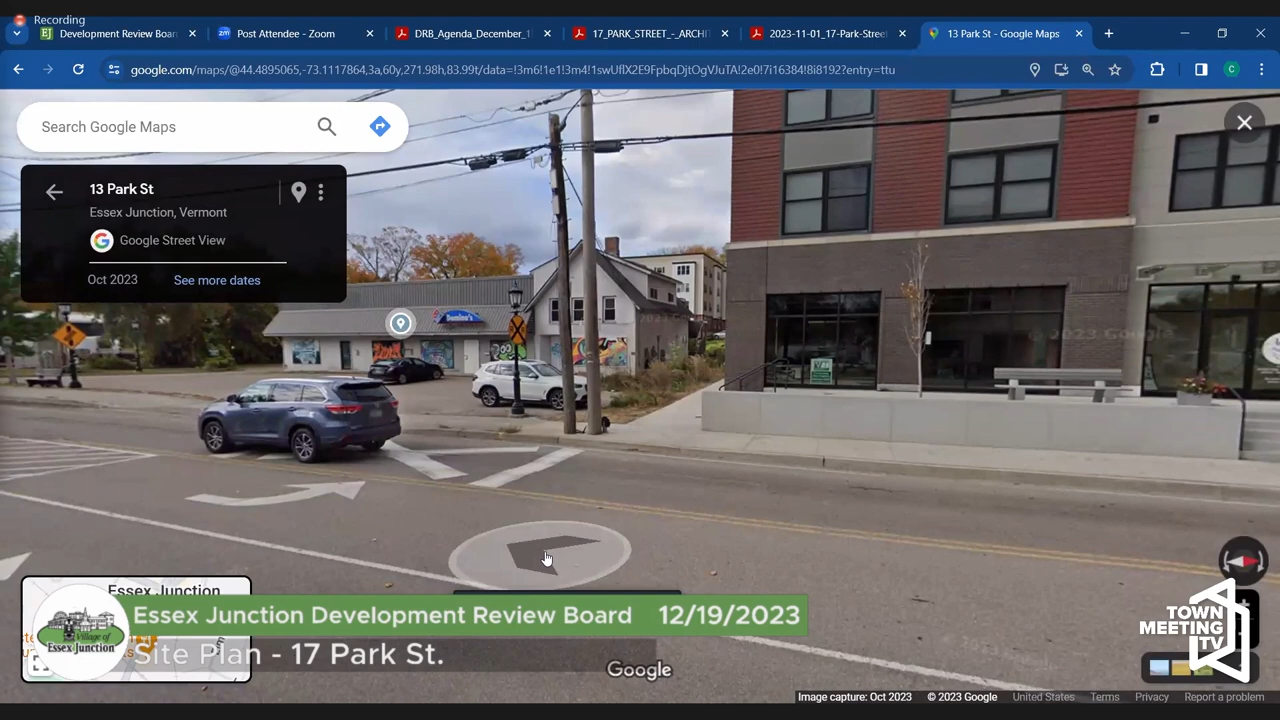 Recording
Development Review Boar
Post Attendee - Zoom
DRB_Agenda_December_1
17_PARK_STREET_-_ARCHI
2023-11-01_17-Park-Street
13 Park St - Google Maps
google.com/maps/@44.4895065,-73.1117864,3a,60y,271.98h,83.99t/data=!3m6!1e1!3m4!1swUflX2E9FpbqDjtOgVJuTA!2e0!7i16384!8i8192?entry=ttu
C
Search Google Maps
13 Park St
Essex Junction, Vermont
Google Street View
Oct 2023
See more dates
Domino's
© 2023 Google
Essex Junction
Essex Junction Development Review Board 12/19/2023
Village of
Essex Junction
Site Plan - 17 Park St.
Google
TOWN
MEETING
TV
Image capture: Oct 2023
© 2023 Google
United States
Terms
Privacy
Report a problem